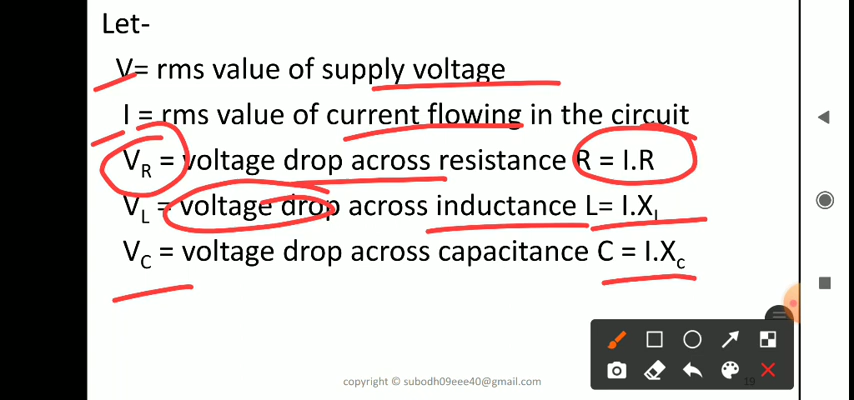 Let-
V= rms value of supply voltage
I = rms value of current flowing in the circuit
VR = voltage drop across resistance R = I.R
VL = voltage drop across inductance L= I.XL
VC = voltage drop across capacitance C = I.Xc
copyright © subodh09eee40@gmail.com
19